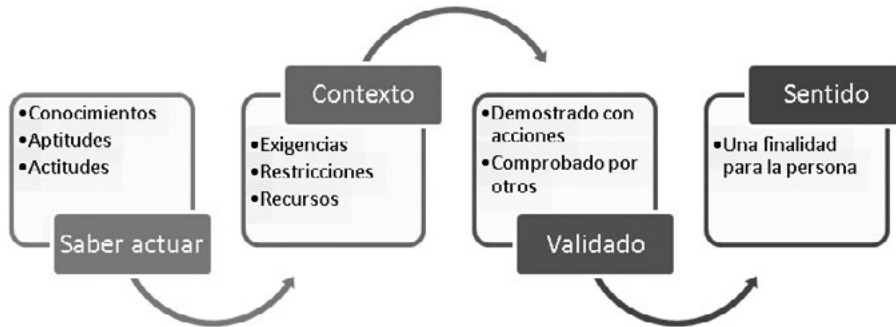 •Conocimientos
•Aptitudes
•Actitudes
Saber actuar
Contexto
•Exigencias
•Restricciones
•Recursos
•Demostrado con
acciones
•Comprobado por
otros
Validado
Sentido
•Una finalidad
para la persona